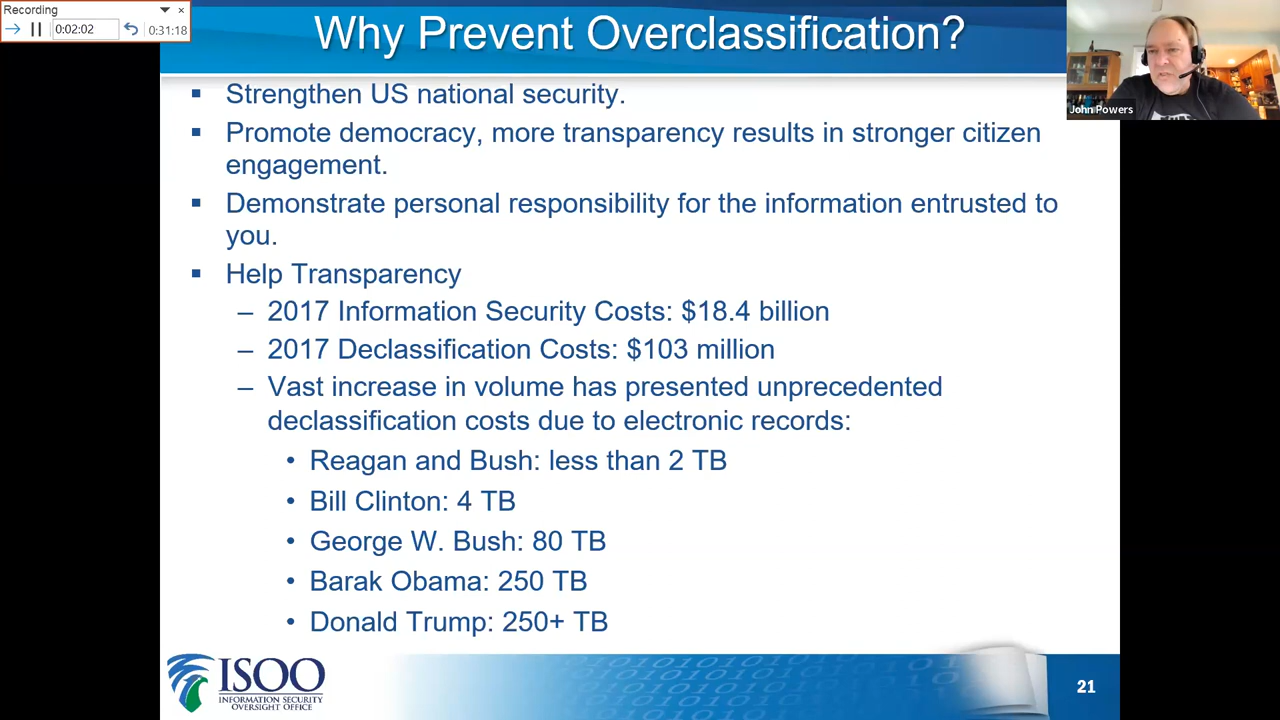 Recording
0:02:02
0:31:18
Why Prevent Overclassification?
John Powers
▪ Strengthen US national security.
▪ Promote democracy, more transparency results in stronger citizen
engagement.
▪ Demonstrate personal responsibility for the information entrusted to
you.
▪ Help Transparency
– 2017 Information Security Costs: $18.4 billion
– 2017 Declassification Costs: $103 million
– Vast increase in volume has presented unprecedented
declassification costs due to electronic records:
• Reagan and Bush: less than 2 TB
• Bill Clinton: 4 TB
• George W. Bush: 80 TB
• Barak Obama: 250 TB
• Donald Trump: 250+ TB
ISOO
INFORMATION SECURITY
OVERSIGHT OFFICE
21